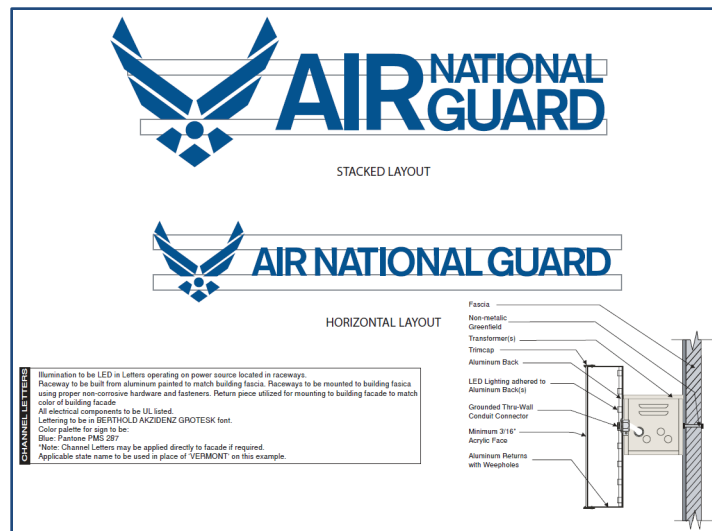 AIR NATIONAL
GUARD
STACKED LAYOUT
AIR NATIONAL GUARD
HORIZONTAL LAYOUT
Fascia
Non-metalic
Greenfield
Transformer(s)
Trimcap
Aluminum Back
LED Lighting adhered to
Aluminum Back(s)
Grounded Thru-Wall
Conduit Connector
Minimum 3/16"
Acrylic Face
Aluminum Returns
with Weepholes
CHANNEL LETTERS
Illumination to be LED in Letters operating on power source located in raceways.
Raceway to be built from aluminum painted to match building fascia. Raceways to be mounted to building fasica
using proper non-corrosive hardware and fasteners. Return piece utilized for mounting to building facade to match
color of building facade
All electrical components to be UL listed.
Lettering to be in BERTHOLD AKZIDENZ GROTESK font.
Color palette for sign to be:
Blue: Pantone PMS 287
*Note: Channel Letters may be applied directly to facade if required.
Applicable state name to be used in place of 'VERMONT' on this example.